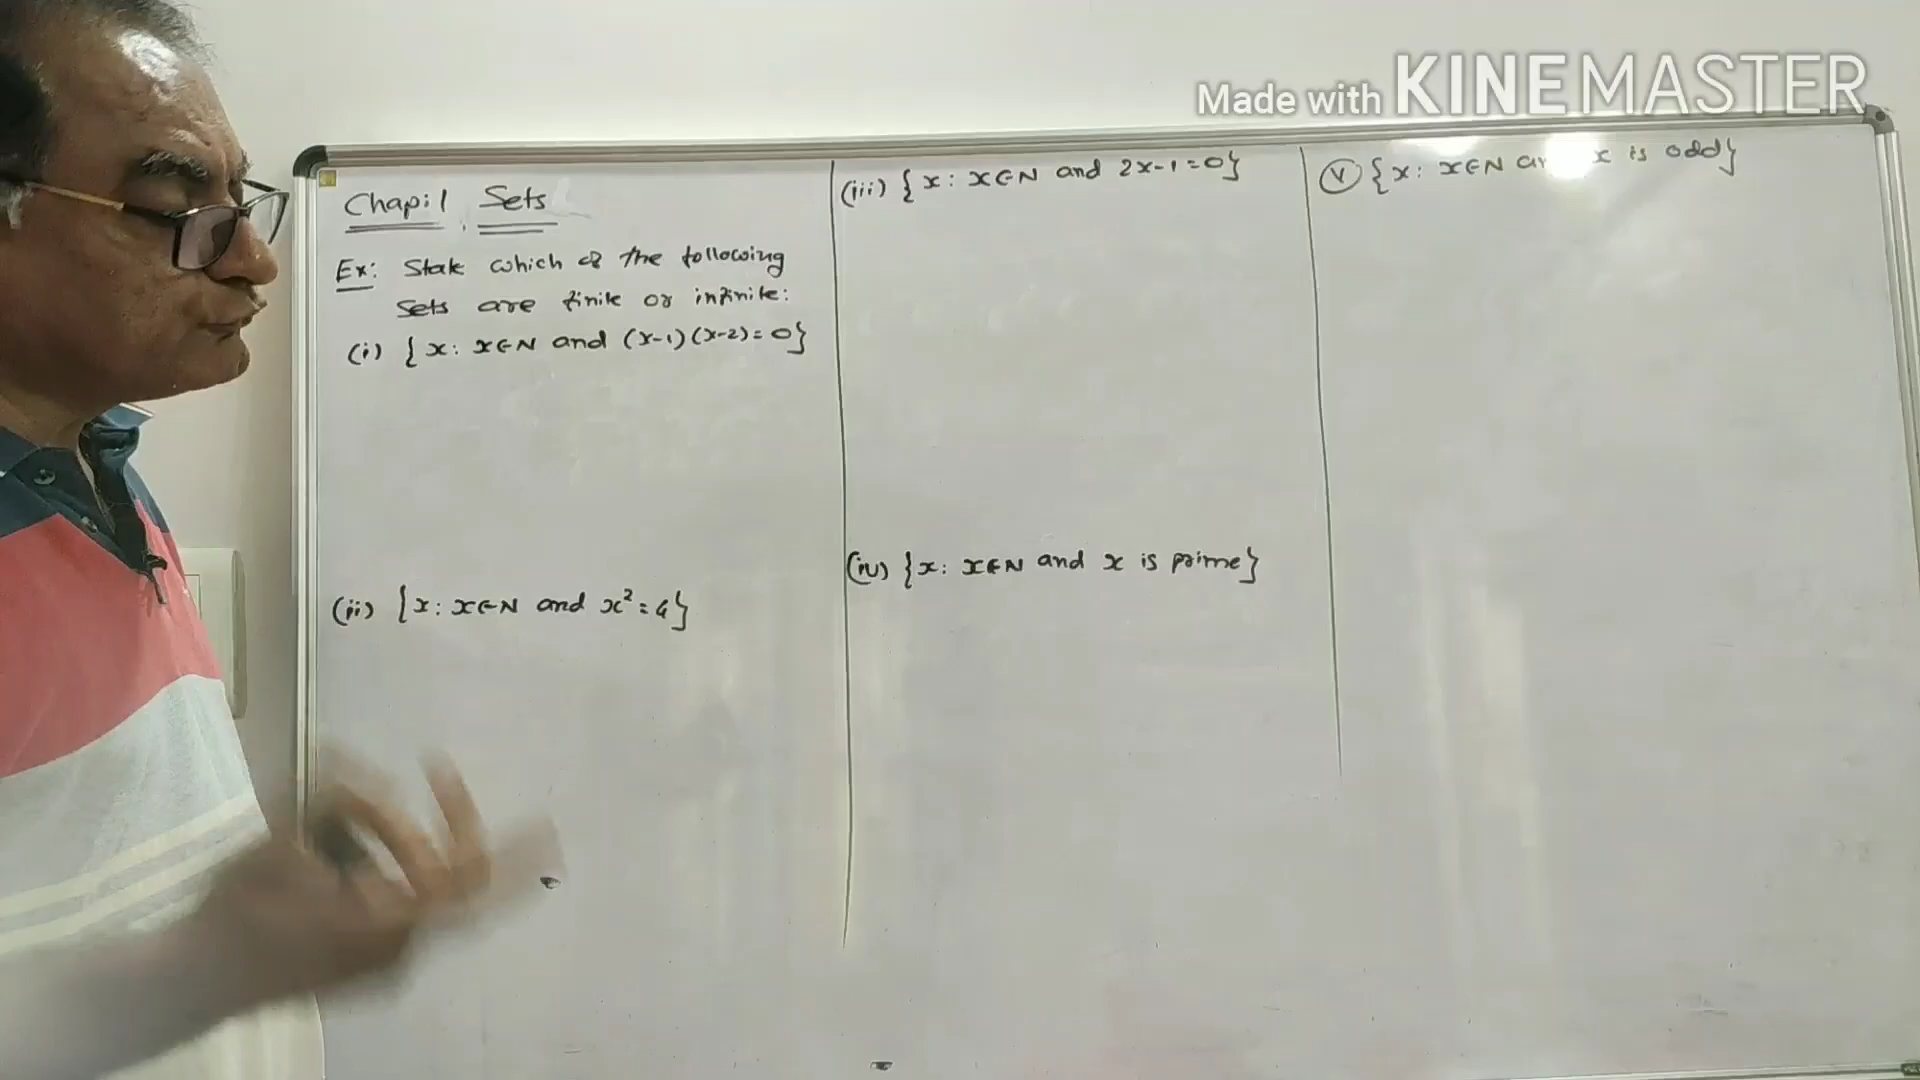 Made with KINEMASTER
Chap:1 Sets
Ex: State which of the following
sets are finite or infinite:
(i) {x: x∈N and (x-1)(x-2)=0}
(ii) {x: x∈N and x²=4}
(iii) {x: x∈N and 2x-1=0}
(iv) {x: x∈N and x is prime}
(v) {x: x∈N an x is odd}